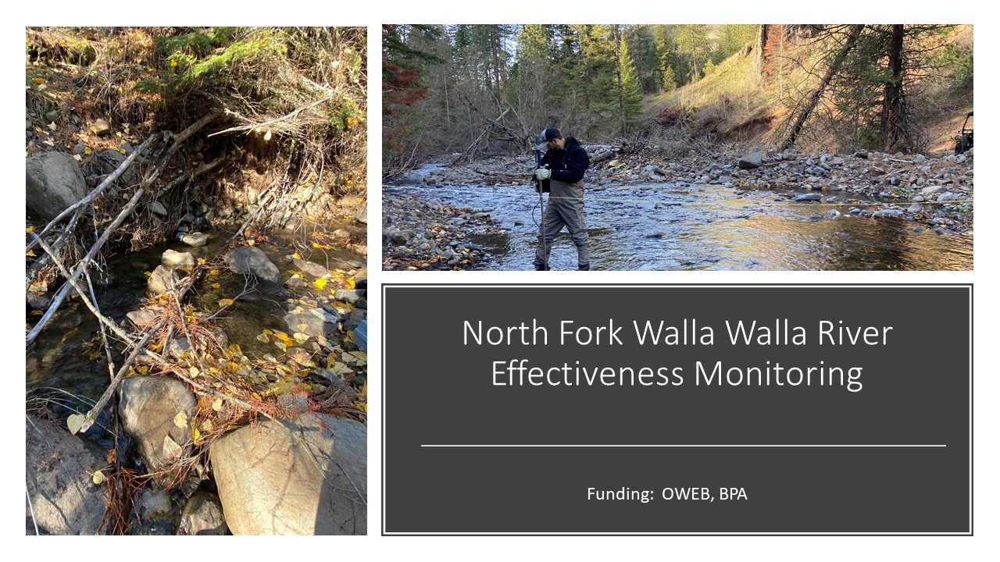 North Fork Walla Walla River
Effectiveness Monitoring
Funding: OWEB, BPA